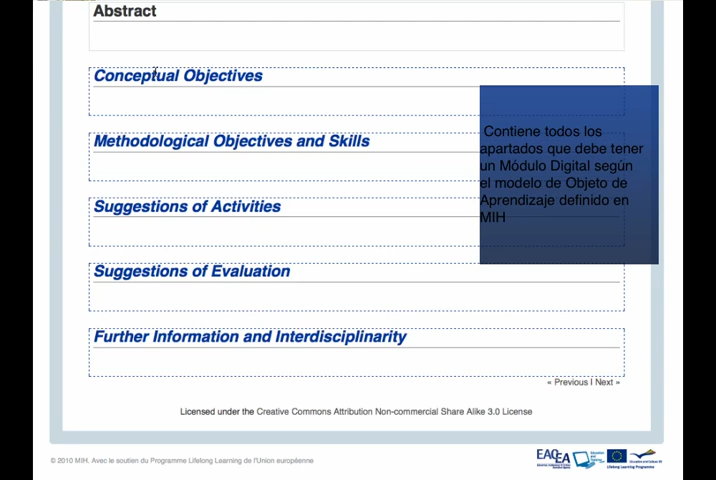 Abstract
Conceptual Objectives
Contiene todos los
apartados que debe tener
un Módulo Digital según
el modelo de Objeto de
Aprendizaje definido en
MIH
Methodological Objectives and Skills
Suggestions of Activities
Suggestions of Evaluation
Further Information and Interdisciplinarity
« Previous | Next »
Licensed under the Creative Commons Attribution Non-commercial Share Alike 3.0 License
© 2010 MIH. Avec le soutien du Programme Lifelong Learning de l'Union européenne
EACEA
Lifelong Learning Programme